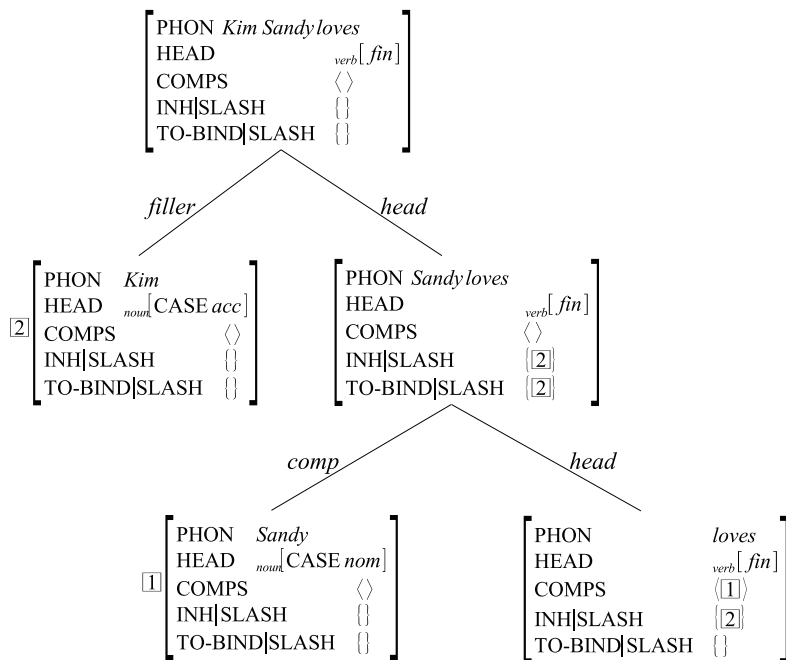 PHON Kim Sandy loves
HEAD verb[fin]
COMPS ⟨ ⟩
INH|SLASH { }
TO-BIND|SLASH { }
filler head
2
PHON Kim
HEAD noun[CASE acc]
COMPS ⟨⟩
INH|SLASH {}
TO-BIND|SLASH {}
PHON Sandy loves
HEAD verb[fin]
COMPS ⟨ ⟩
INH|SLASH {2}
TO-BIND|SLASH {2}
comp head
1
PHON Sandy
HEAD noun[CASE nom]
COMPS ⟨⟩
INH|SLASH {}
TO-BIND|SLASH {}
PHON loves
HEAD verb[fin]
COMPS ⟨1⟩
INH|SLASH {2}
TO-BIND|SLASH {}